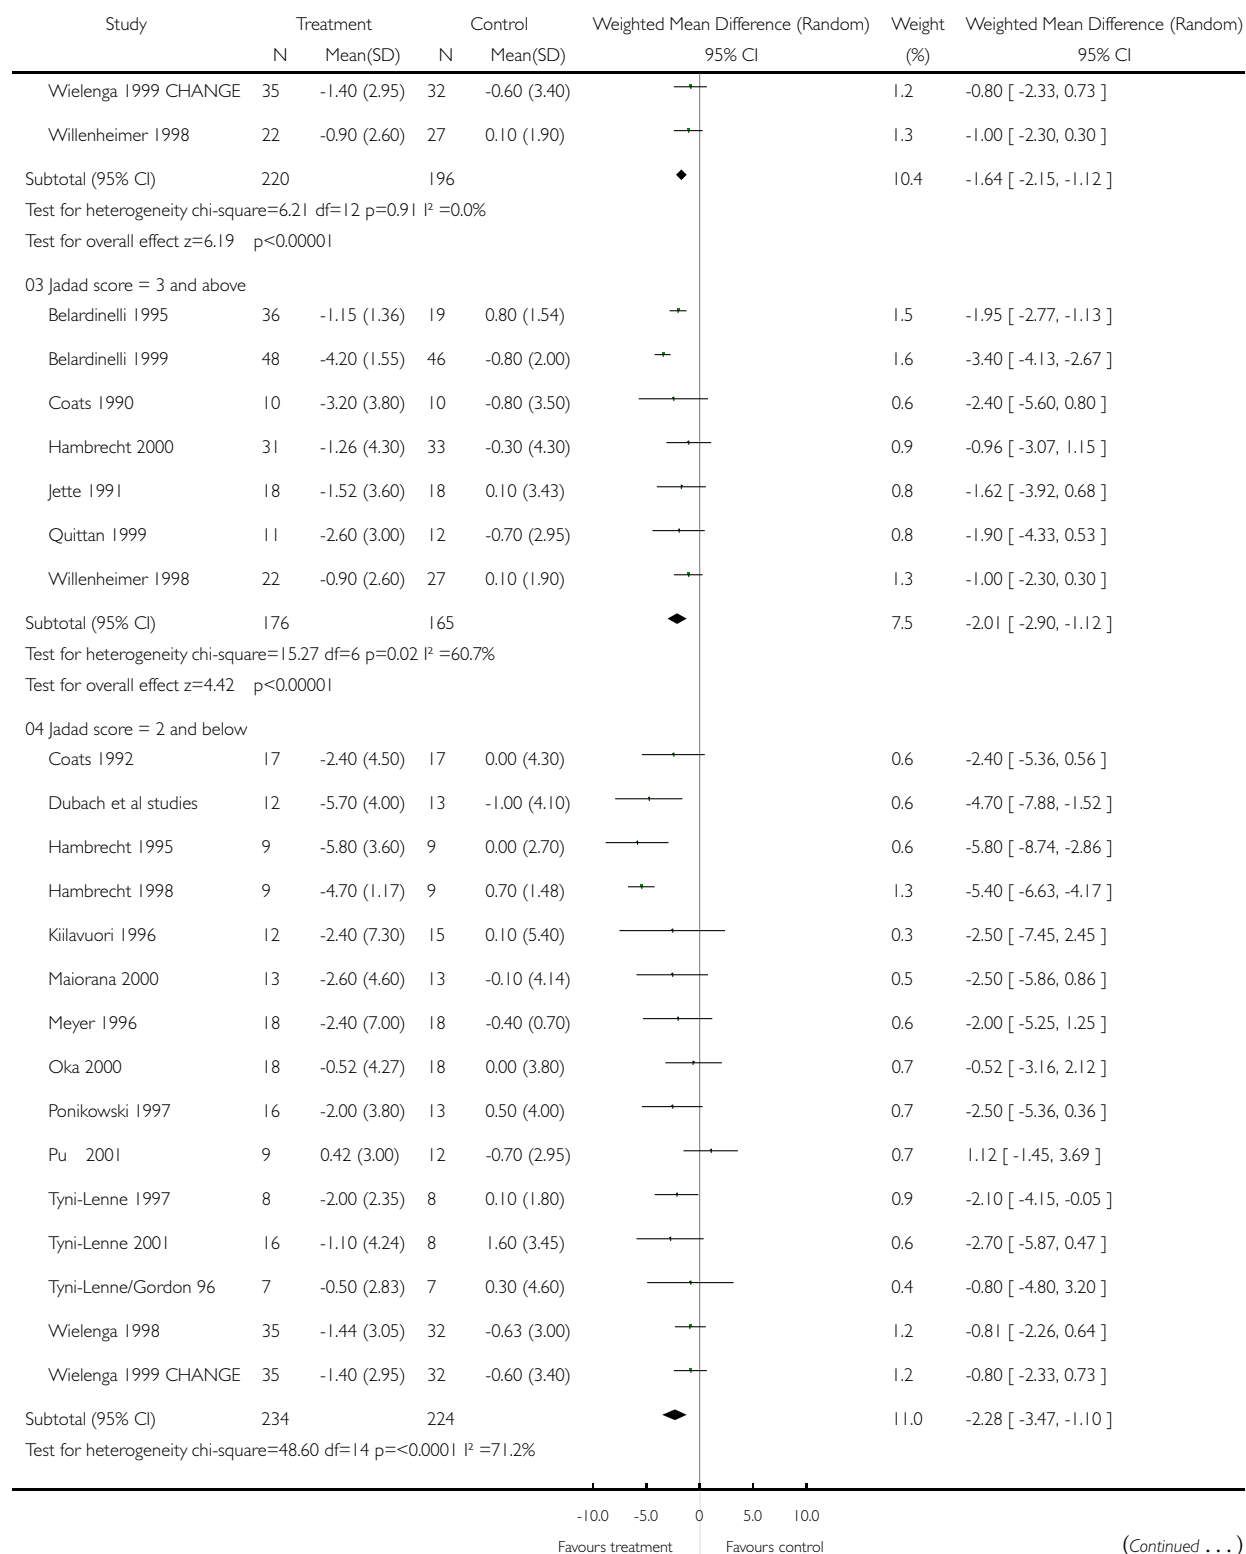 Study Treatment Control Weighted Mean Difference (Random) Weight Weighted Mean Difference (Random)
N Mean(SD) N Mean(SD) 95% CI (%) 95% CI
Wielenga 1999 CHANGE 35 -1.40 (2.95) 32 -0.60 (3.40) 1.2 -0.80 [ -2.33, 0.73 ]
Willenheimer 1998 22 -0.90 (2.60) 27 0.10 (1.90) 1.3 -1.00 [ -2.30, 0.30 ]
Subtotal (95% CI) 220 196 10.4 -1.64 [ -2.15, -1.12 ]
Test for heterogeneity chi-square=6.21 df=12 p=0.91 I² =0.0%
Test for overall effect z=6.19 p<0.00001
03 Jadad score = 3 and above
Belardinelli 1995 36 -1.15 (1.36) 19 0.80 (1.54) 1.5 -1.95 [ -2.77, -1.13 ]
Belardinelli 1999 48 -4.20 (1.55) 46 -0.80 (2.00) 1.6 -3.40 [ -4.13, -2.67 ]
Coats 1990 10 -3.20 (3.80) 10 -0.80 (3.50) 0.6 -2.40 [ -5.60, 0.80 ]
Hambrecht 2000 31 -1.26 (4.30) 33 -0.30 (4.30) 0.9 -0.96 [ -3.07, 1.15 ]
Jette 1991 18 -1.52 (3.60) 18 0.10 (3.43) 0.8 -1.62 [ -3.92, 0.68 ]
Quittan 1999 11 -2.60 (3.00) 12 -0.70 (2.95) 0.8 -1.90 [ -4.33, 0.53 ]
Willenheimer 1998 22 -0.90 (2.60) 27 0.10 (1.90) 1.3 -1.00 [ -2.30, 0.30 ]
Subtotal (95% CI) 176 165 7.5 -2.01 [ -2.90, -1.12 ]
Test for heterogeneity chi-square=15.27 df=6 p=0.02 I² =60.7%
Test for overall effect z=4.42 p<0.00001
04 Jadad score = 2 and below
Coats 1992 17 -2.40 (4.50) 17 0.00 (4.30) 0.6 -2.40 [ -5.36, 0.56 ]
Dubach et al studies 12 -5.70 (4.00) 13 -1.00 (4.10) 0.6 -4.70 [ -7.88, -1.52 ]
Hambrecht 1995 9 -5.80 (3.60) 9 0.00 (2.70) 0.6 -5.80 [ -8.74, -2.86 ]
Hambrecht 1998 9 -4.70 (1.17) 9 0.70 (1.48) 1.3 -5.40 [ -6.63, -4.17 ]
Kiilavuori 1996 12 -2.40 (7.30) 15 0.10 (5.40) 0.3 -2.50 [ -7.45, 2.45 ]
Maiorana 2000 13 -2.60 (4.60) 13 -0.10 (4.14) 0.5 -2.50 [ -5.86, 0.86 ]
Meyer 1996 18 -2.40 (7.00) 18 -0.40 (0.70) 0.6 -2.00 [ -5.25, 1.25 ]
Oka 2000 18 -0.52 (4.27) 18 0.00 (3.80) 0.7 -0.52 [ -3.16, 2.12 ]
Ponikowski 1997 16 -2.00 (3.80) 13 0.50 (4.00) 0.7 -2.50 [ -5.36, 0.36 ]
Pu 2001 9 0.42 (3.00) 12 -0.70 (2.95) 0.7 1.12 [ -1.45, 3.69 ]
Tyni-Lenne 1997 8 -2.00 (2.35) 8 0.10 (1.80) 0.9 -2.10 [ -4.15, -0.05 ]
Tyni-Lenne 2001 16 -1.10 (4.24) 8 1.60 (3.45) 0.6 -2.70 [ -5.87, 0.47 ]
Tyni-Lenne/Gordon 96 7 -0.50 (2.83) 7 0.30 (4.60) 0.4 -0.80 [ -4.80, 3.20 ]
Wielenga 1998 35 -1.44 (3.05) 32 -0.63 (3.00) 1.2 -0.81 [ -2.26, 0.64 ]
Wielenga 1999 CHANGE 35 -1.40 (2.95) 32 -0.60 (3.40) 1.2 -0.80 [ -2.33, 0.73 ]
Subtotal (95% CI) 234 224 11.0 -2.28 [ -3.47, -1.10 ]
Test for heterogeneity chi-square=48.60 df=14 p=<0.0001 I² =71.2%
-10.0 -5.0 0 5.0 10.0
Favours treatment Favours control (Continued . . . )